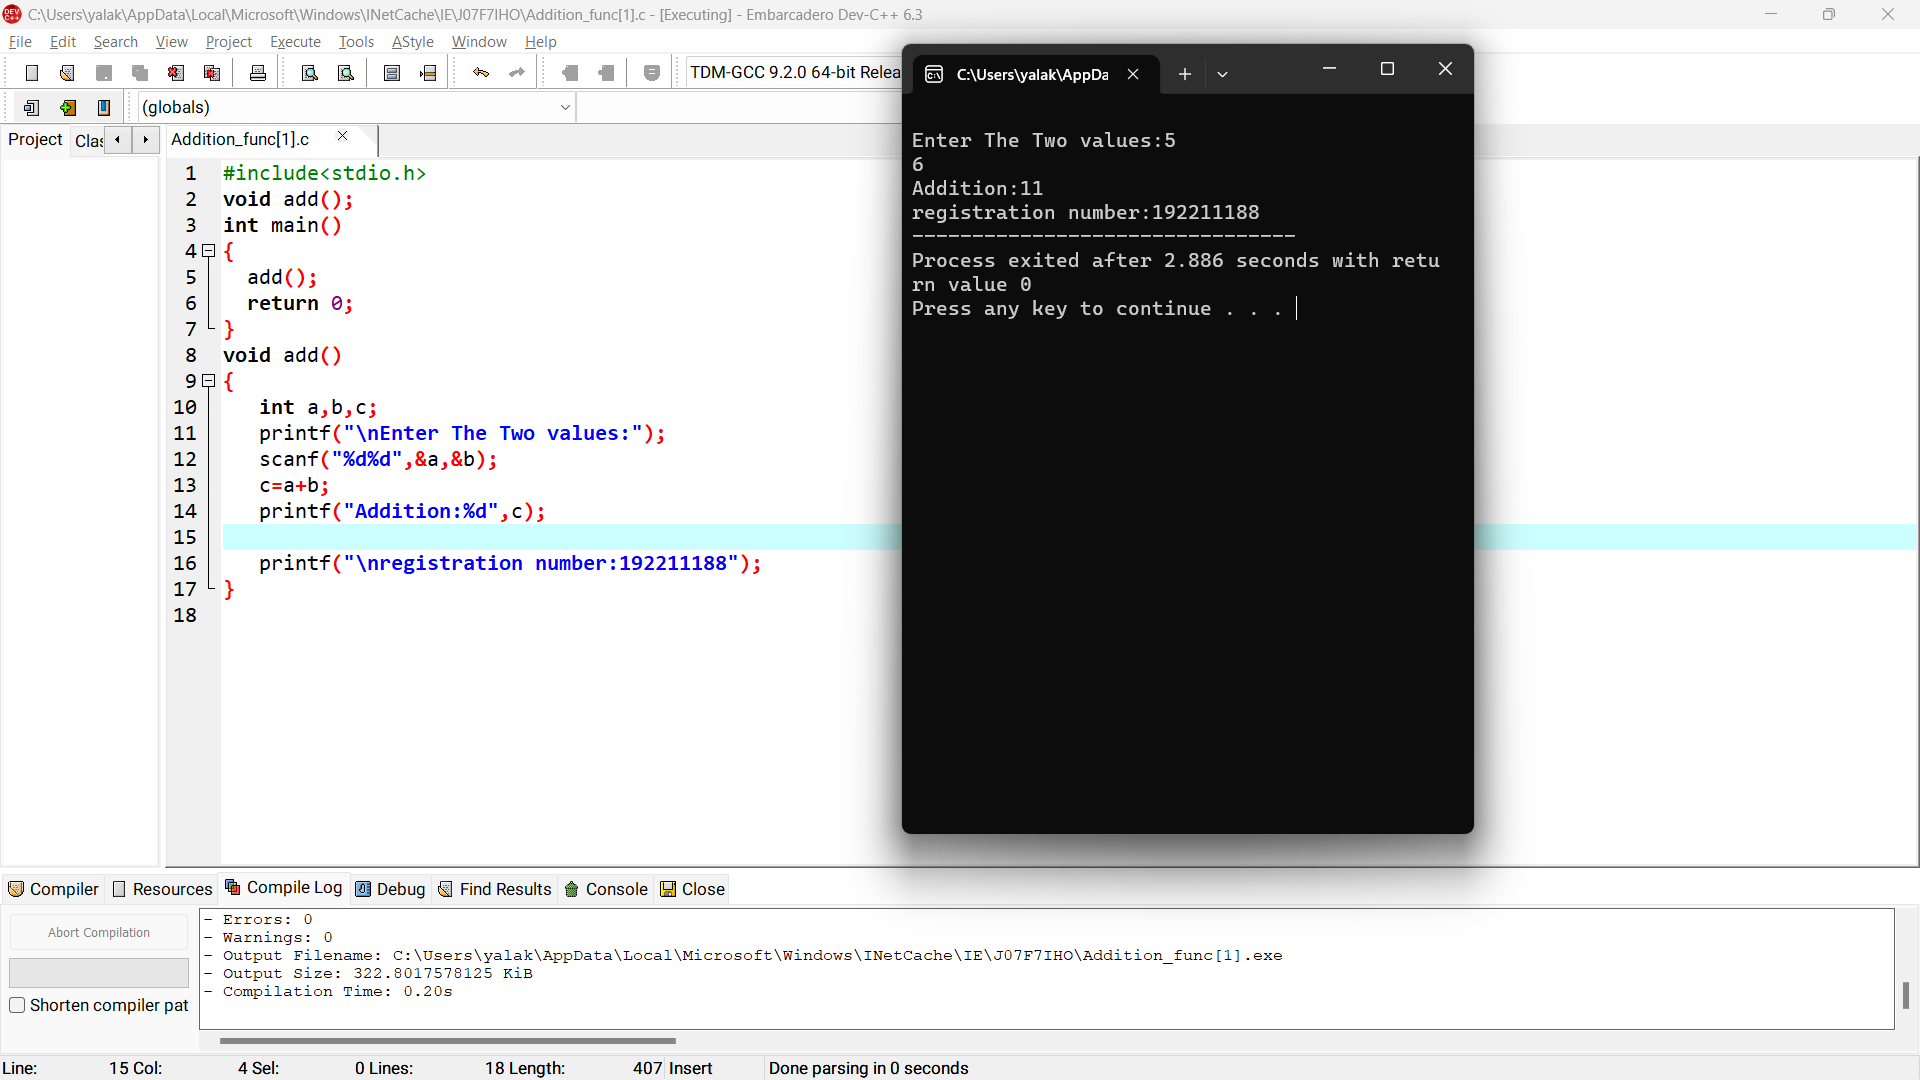 C:\Users\yalak\AppData\Local\Microsoft\Windows\INetCache\IE\J07F7IHO\Addition_func[1].c - [Executing] - Embarcadero Dev-C++ 6.3
File Edit Search View Project Execute Tools AStyle Window Help
TDM-GCC 9.2.0 64-bit Relea
(globals)
Project Clas Addition_func[1].c
1 #include<stdio.h>
2 void add();
3 int main()
4 {
5 add();
6 return 0;
7 }
8 void add()
9 {
10 int a,b,c;
11 printf("\nEnter The Two values:");
12 scanf("%d%d",&a,&b);
13 c=a+b;
14 printf("Addition:%d",c);
15
16 printf("\nregistration number:192211188");
17 }
18
C:\Users\yalak\AppDa
Enter The Two values:5
6
Addition:11
registration number:192211188
--------------------------------
Process exited after 2.886 seconds with retu
rn value 0
Press any key to continue . . .
Compiler Resources Compile Log Debug Find Results Console Close
Abort Compilation
Shorten compiler pat
- Errors: 0
- Warnings: 0
- Output Filename: C:\Users\yalak\AppData\Local\Microsoft\Windows\INetCache\IE\J07F7IHO\Addition_func[1].exe
- Output Size: 322.8017578125 KiB
- Compilation Time: 0.20s
Line: 15 Col: 4 Sel: 0 Lines: 18 Length: 407 Insert Done parsing in 0 seconds